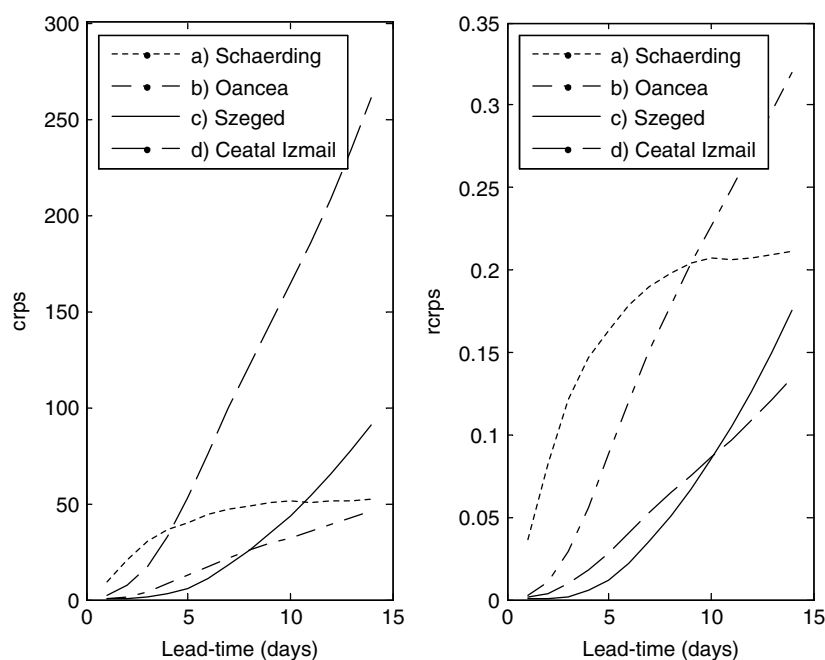 300
250
200
150
100
50
0
crps
a) Schaerding
b) Oancea
c) Szeged
d) Ceatal Izmail
0 5 10 15
Lead-time (days)
0.35
0.3
0.25
0.2
0.15
0.1
0.05
0
rcrps
a) Schaerding
b) Oancea
c) Szeged
d) Ceatal Izmail
0 5 10 15
Lead-time (days)